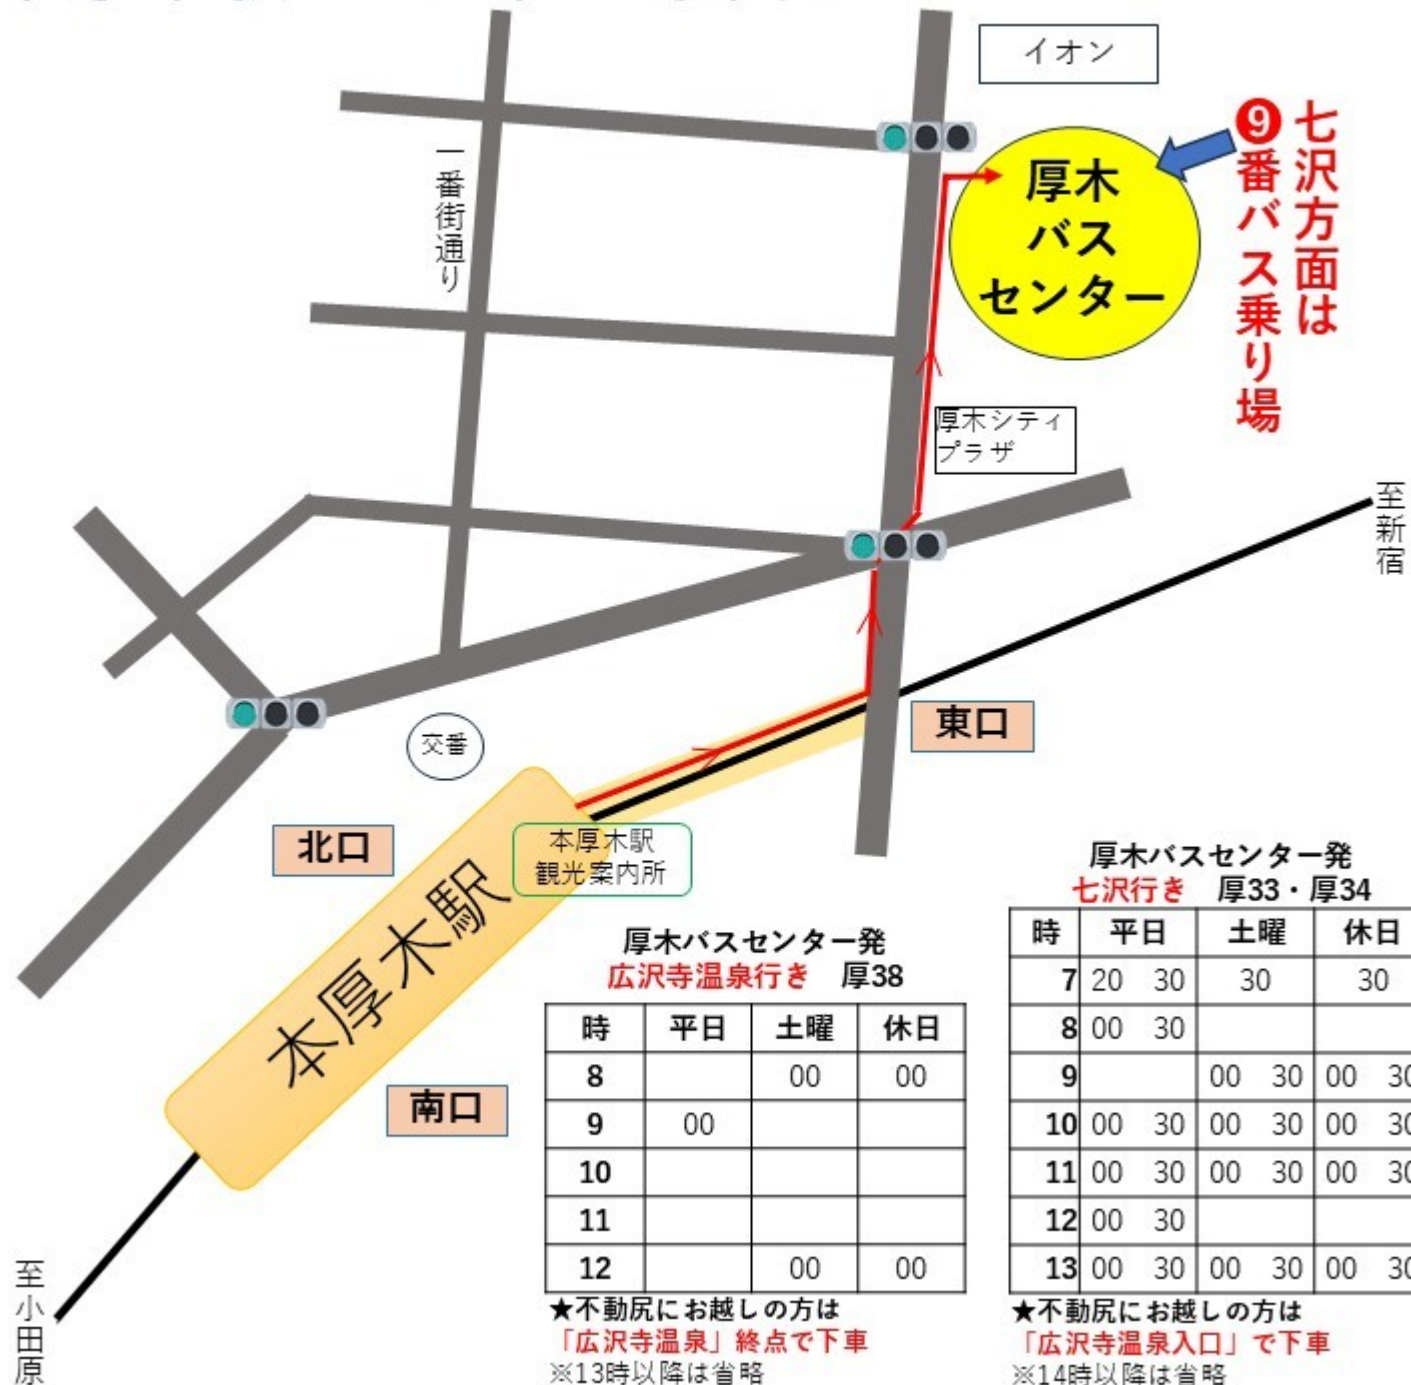 イオン
七沢方面は
❾番バス乗り場
厚木
バス
センター
一番街通り
厚木シティ
プラザ
至新宿
東口
交番
北口
本厚木駅
観光案内所
本厚木駅
南口
至小田原
厚木バスセンター発
広沢寺温泉行き 厚38
時 平日 土曜 休日
8 00 00
9 00
10
11
12 00 00
★不動尻にお越しの方は
「広沢寺温泉」終点で下車
※13時以降は省略
厚木バスセンター発
七沢行き 厚33・厚34
時 平日 土曜 休日
7 20 30 30 30
8 00 30
9 00 30 00 30
10 00 30 00 30 00 30
11 00 30 00 30 00 30
12 00 30
13 00 30 00 30 00 30
★不動尻にお越しの方は
「広沢寺温泉入口」で下車
※14時以降は省略